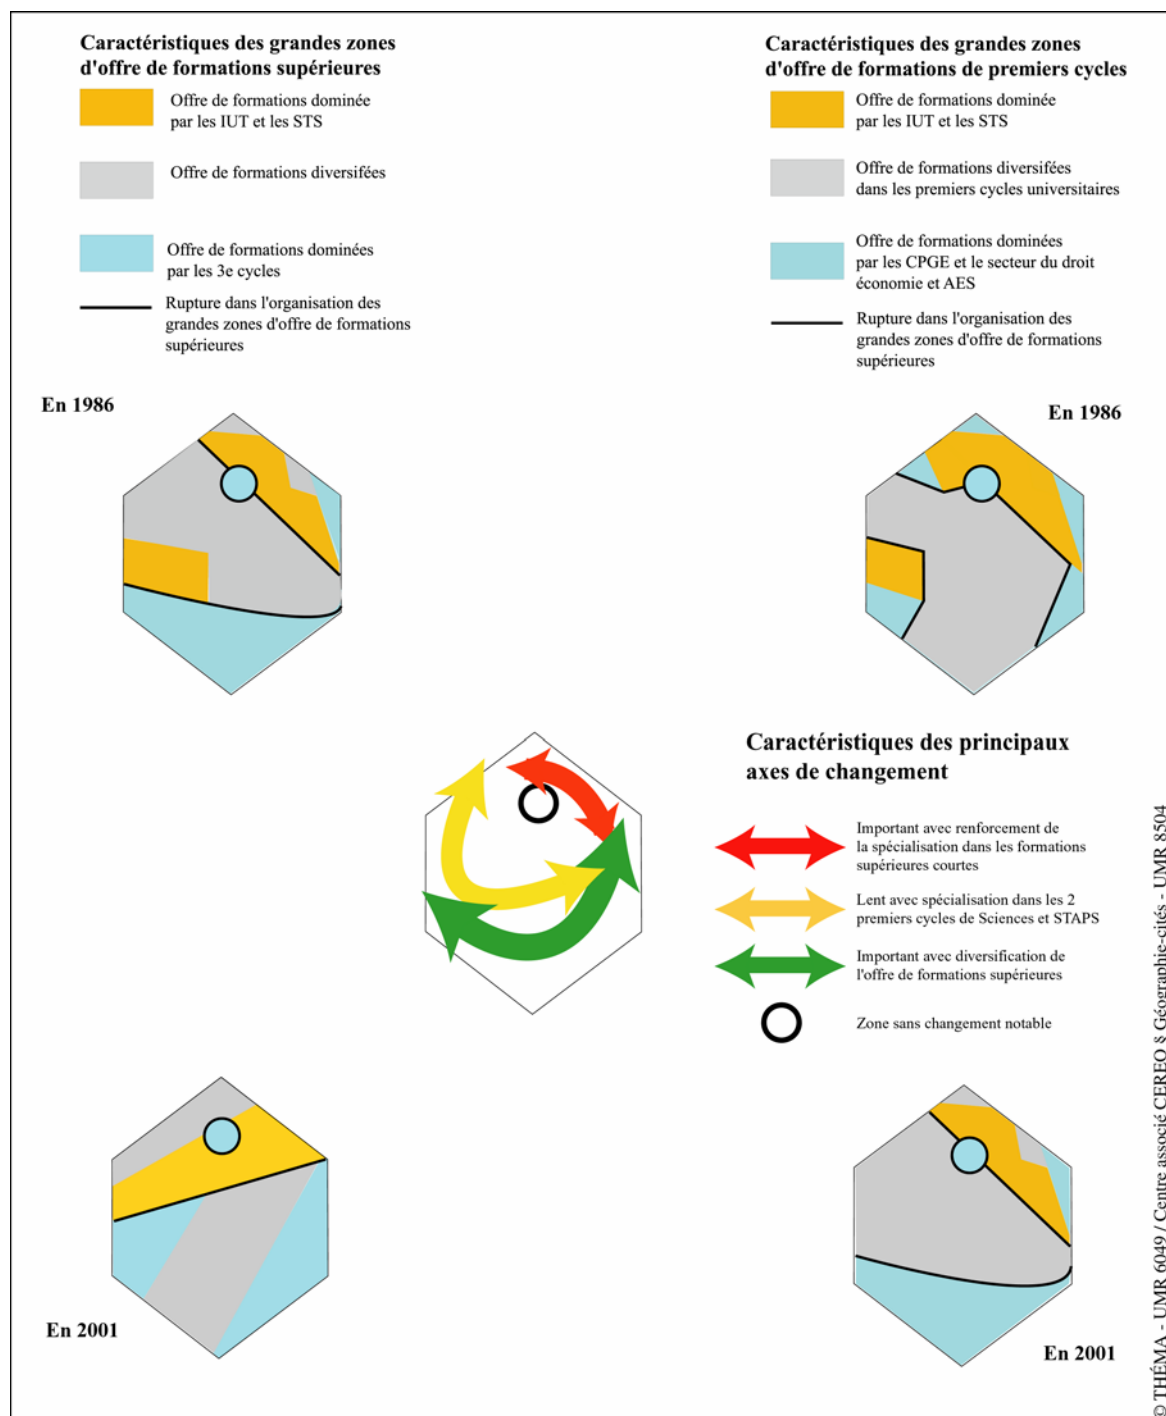 Caractéristiques des grandes zones
d'offre de formations supérieures
Offre de formations dominée
par les IUT et les STS
Offre de formations diversifées
Offre de formations dominées
par les 3e cycles
Rupture dans l'organisation des
grandes zones d'offre de formations
supérieures
Caractéristiques des grandes zones
d'offre de formations de premiers cycles
Offre de formations dominée
par les IUT et les STS
Offre de formations diversifées
dans les premiers cycles universitaires
Offre de formations dominées
par les CPGE et le secteur du droit
économie et AES
Rupture dans l'organisation des
grandes zones d'offre de formations
supérieures
En 1986
En 1986
Caractéristiques des principaux
axes de changement
Important avec renforcement de
la spécialisation dans les formations
supérieures courtes
Lent avec spécialisation dans les 2
premiers cycles de Sciences et STAPS
Important avec diversification de
l'offre de formations supérieures
Zone sans changement notable
En 2001
En 2001
© THÉMA - UMR 6049 / Centre associé CEREQ § Géographie-cités - UMR 8504